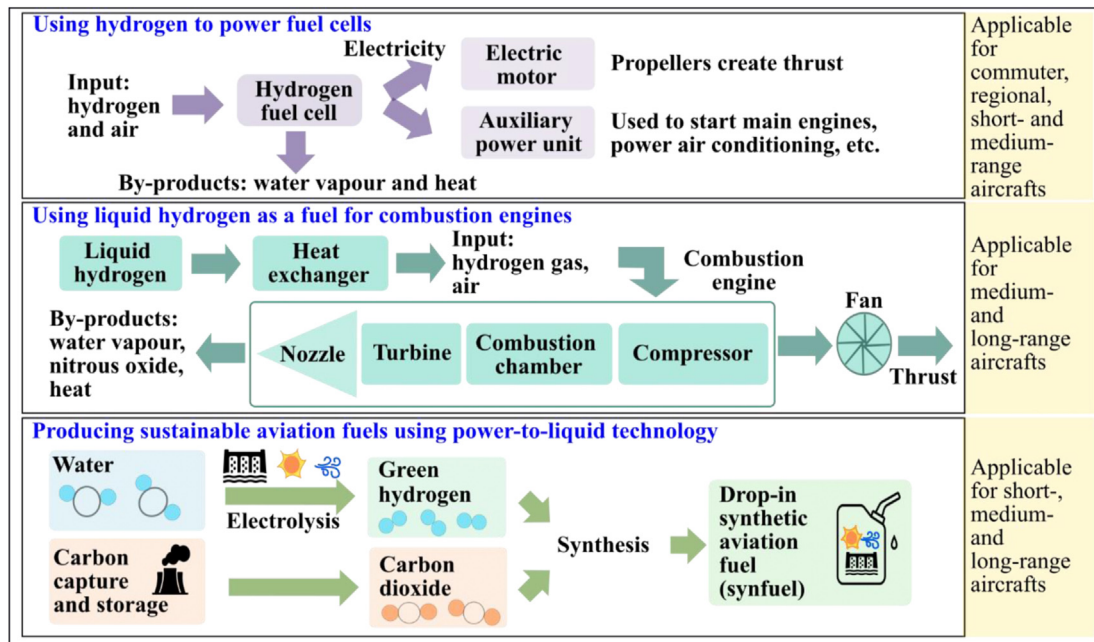 Using hydrogen to power fuel cells
Input:
hydrogen
and air
Hydrogen
fuel cell
Electricity
Electric
motor
Propellers create thrust
Auxiliary
power unit
Used to start main engines,
power air conditioning, etc.
By-products: water vapour and heat
Applicable
for
commuter,
regional,
short- and
medium-
range
aircrafts
Using liquid hydrogen as a fuel for combustion engines
Liquid
hydrogen
Heat
exchanger
Input:
hydrogen gas,
air
Combustion
engine
By-products:
water vapour,
nitrous oxide,
heat
Nozzle
Turbine
Combustion
chamber
Compressor
Fan
Thrust
Applicable
for
medium-
and
long-range
aircrafts
Producing sustainable aviation fuels using power-to-liquid technology
Water
Electrolysis
Green
hydrogen
Carbon
capture
and storage
Carbon
dioxide
Synthesis
Drop-in
synthetic
aviation
fuel
(synfuel)
Applicable
for short-,
medium-
and
long-range
aircrafts